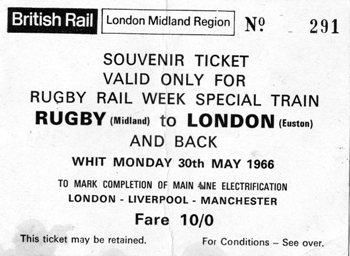 British Rail London Midland Region No. 291
SOUVENIR TICKET
VALID ONLY FOR
RUGBY RAIL WEEK SPECIAL TRAIN
RUGBY (Midland) to LONDON (Euston)
AND BACK
WHIT MONDAY 30th MAY 1966
TO MARK COMPLETION OF MAIN LINE ELECTRIFICATION
LONDON - LIVERPOOL - MANCHESTER
Fare 10/0
This ticket may be retained. For Conditions - See over.